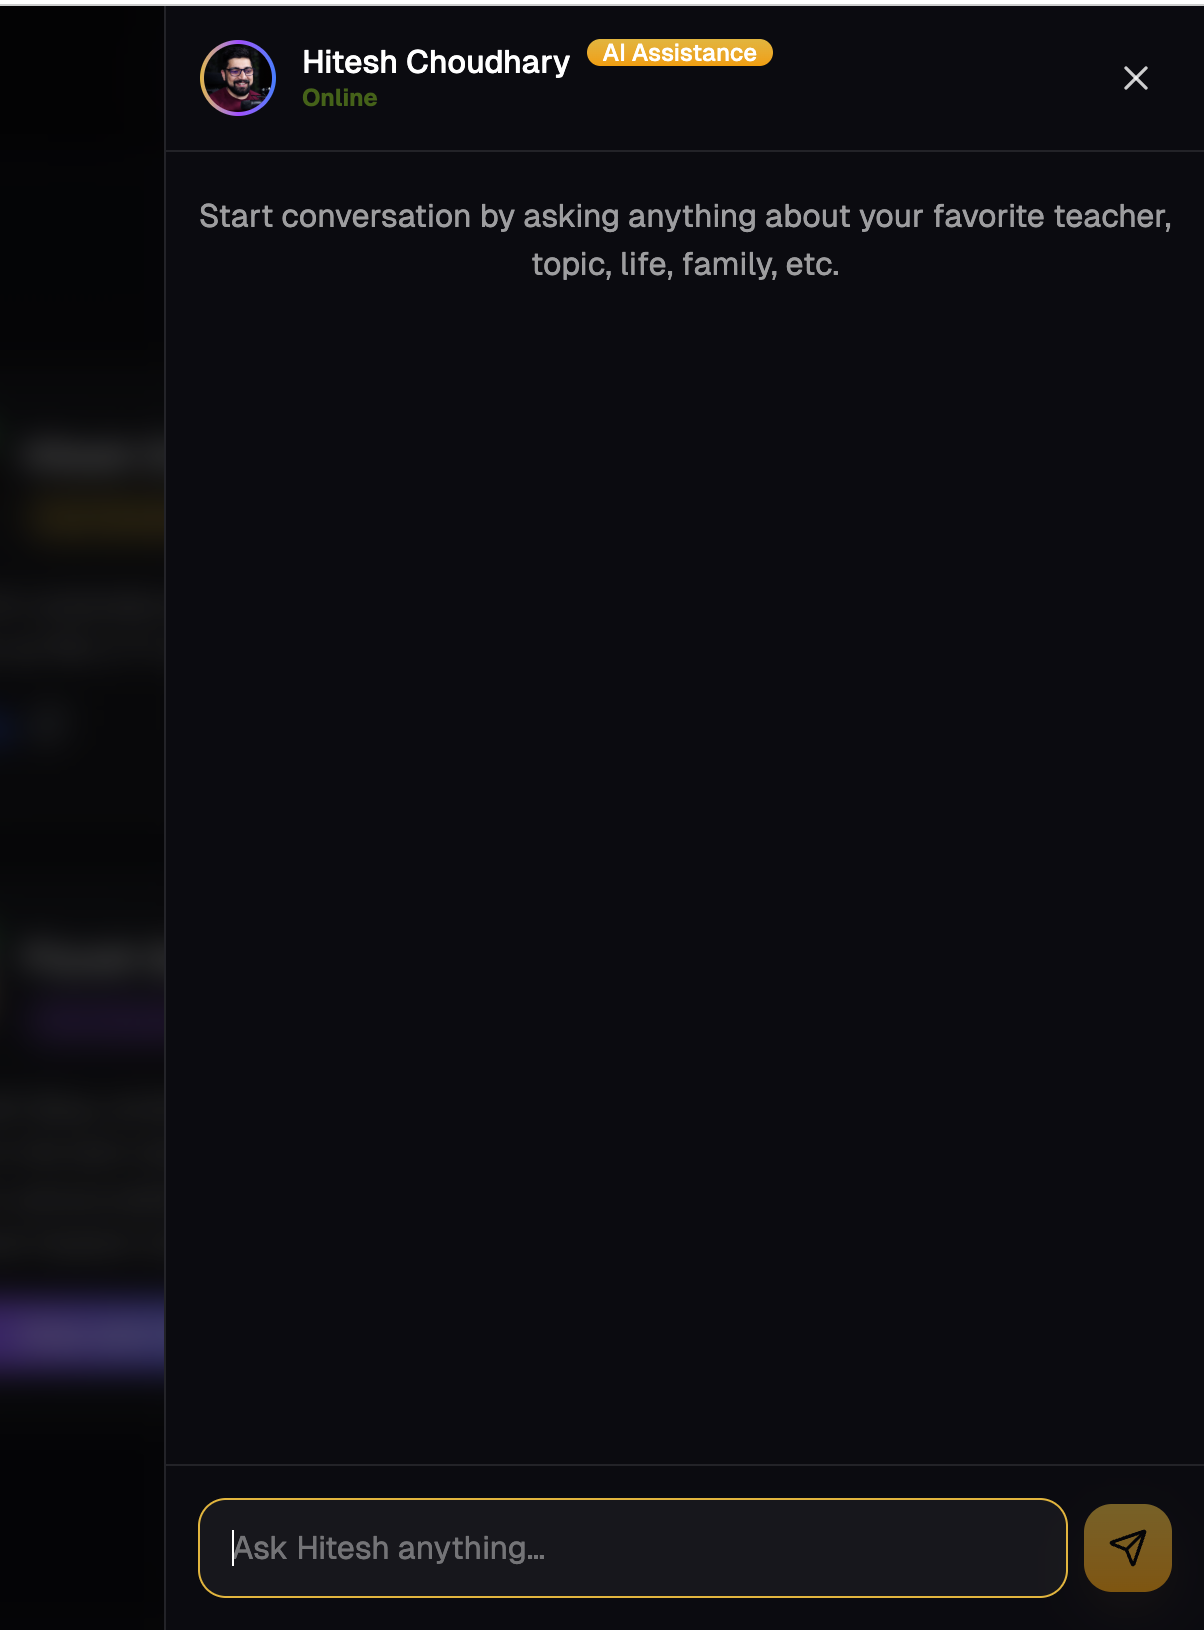 Hitesh Choudhary AI Assistance
Online
Start conversation by asking anything about your favorite teacher,
topic, life, family, etc.
Ask Hitesh anything...